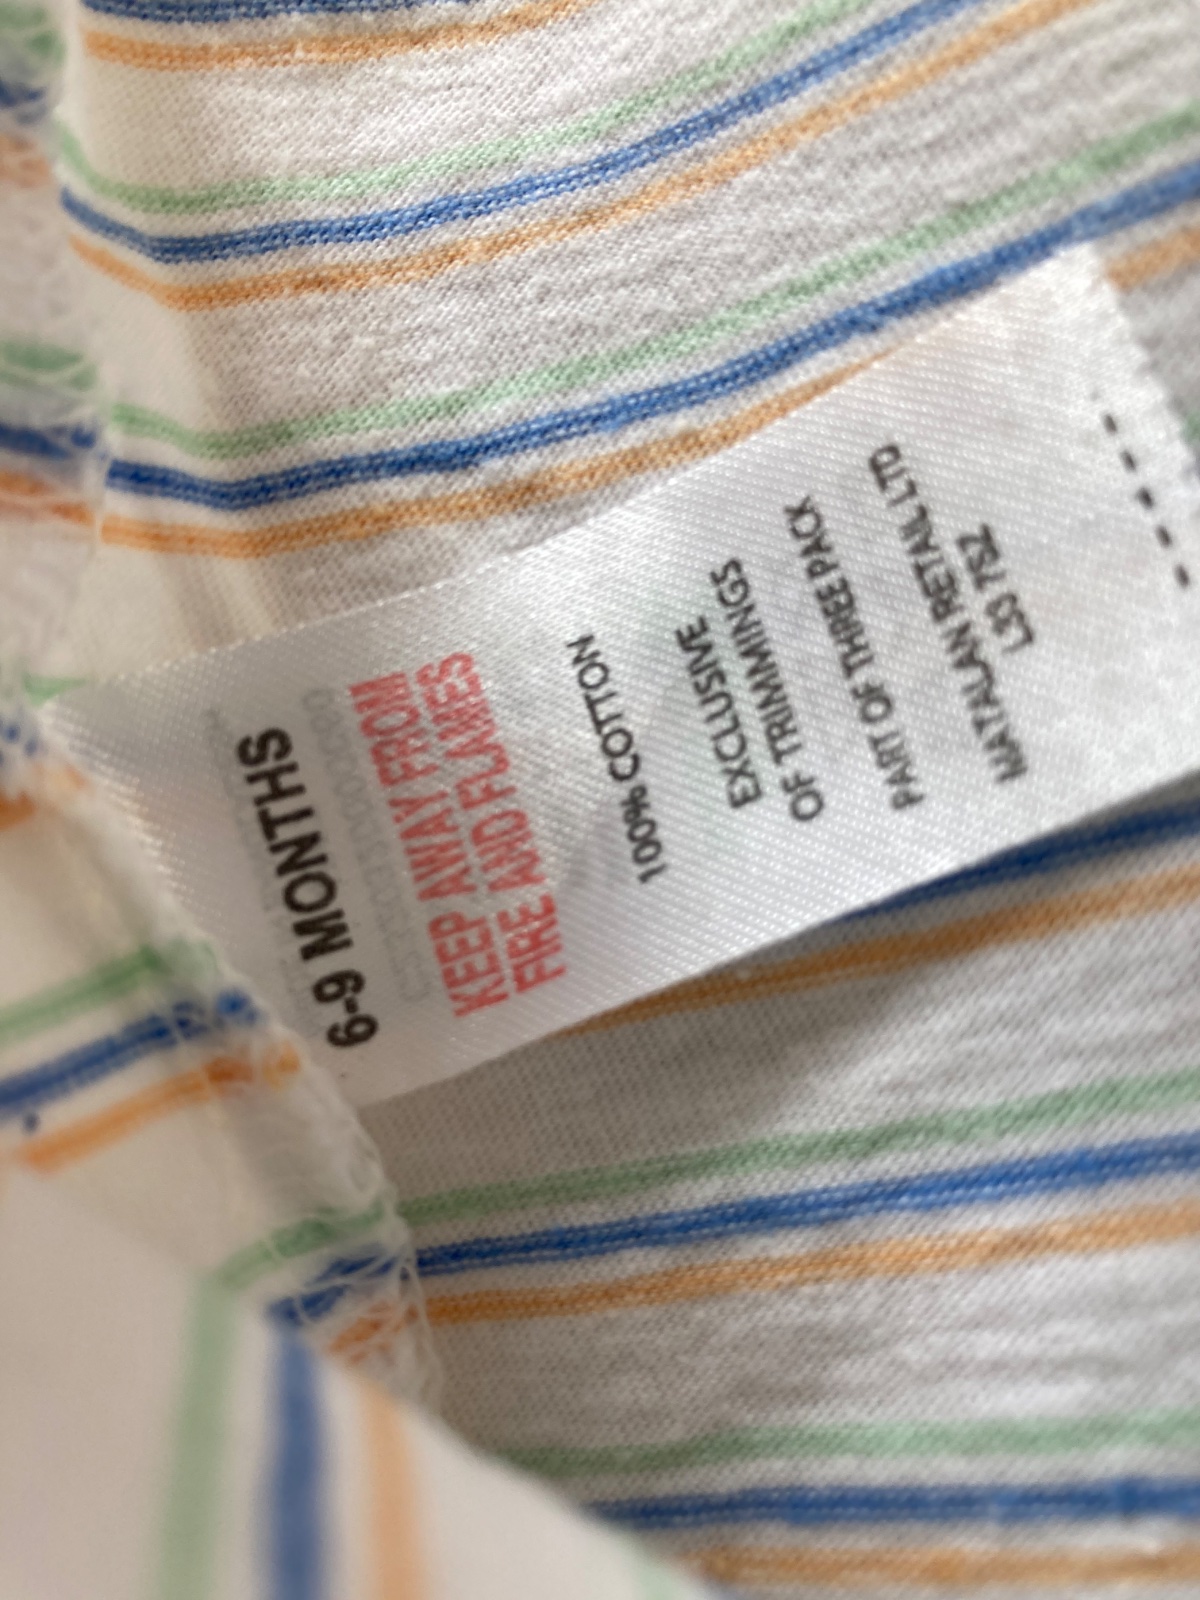 6-9 MONTHS
KEEP AWAY FROM
FIRE AND FLAMES
100% COTTON
EXCLUSIVE
OF TRIMMINGS
PART OF THREE PACK
MATALAN RETAIL LTD
L33 7SZ